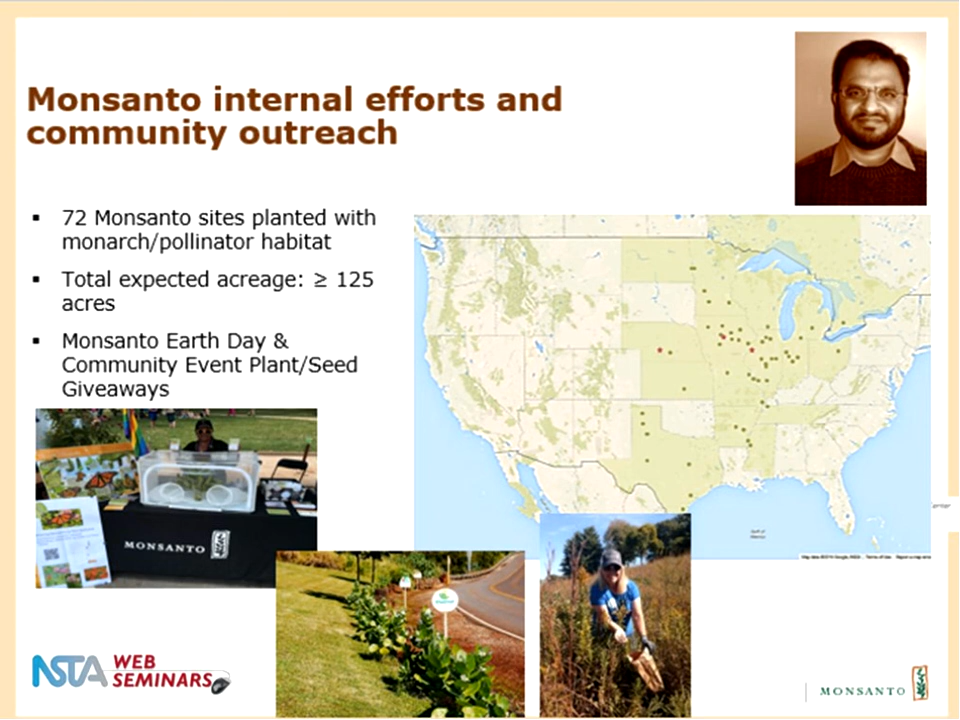 Monsanto internal efforts and
community outreach
▪ 72 Monsanto sites planted with
monarch/pollinator habitat
▪ Total expected acreage: ≥ 125
acres
▪ Monsanto Earth Day &
Community Event Plant/Seed
Giveaways
MONSANTO
NSTA WEB
SEMINARS
MONSANTO